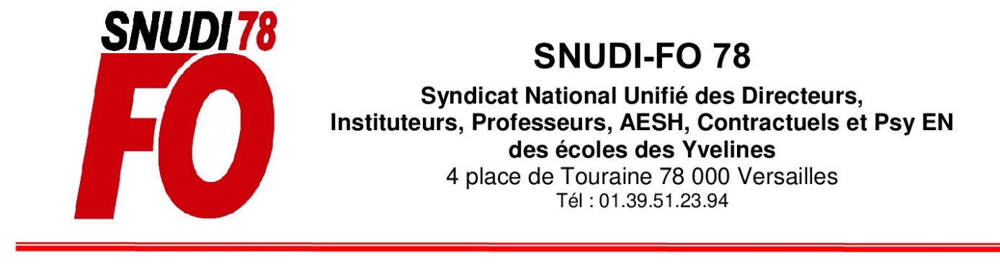 SNUDI 78
FO
SNUDI-FO 78
Syndicat National Unifié des Directeurs,
Instituteurs, Professeurs, AESH, Contractuels et Psy EN
des écoles des Yvelines
4 place de Touraine 78 000 Versailles
Tél : 01.39.51.23.94